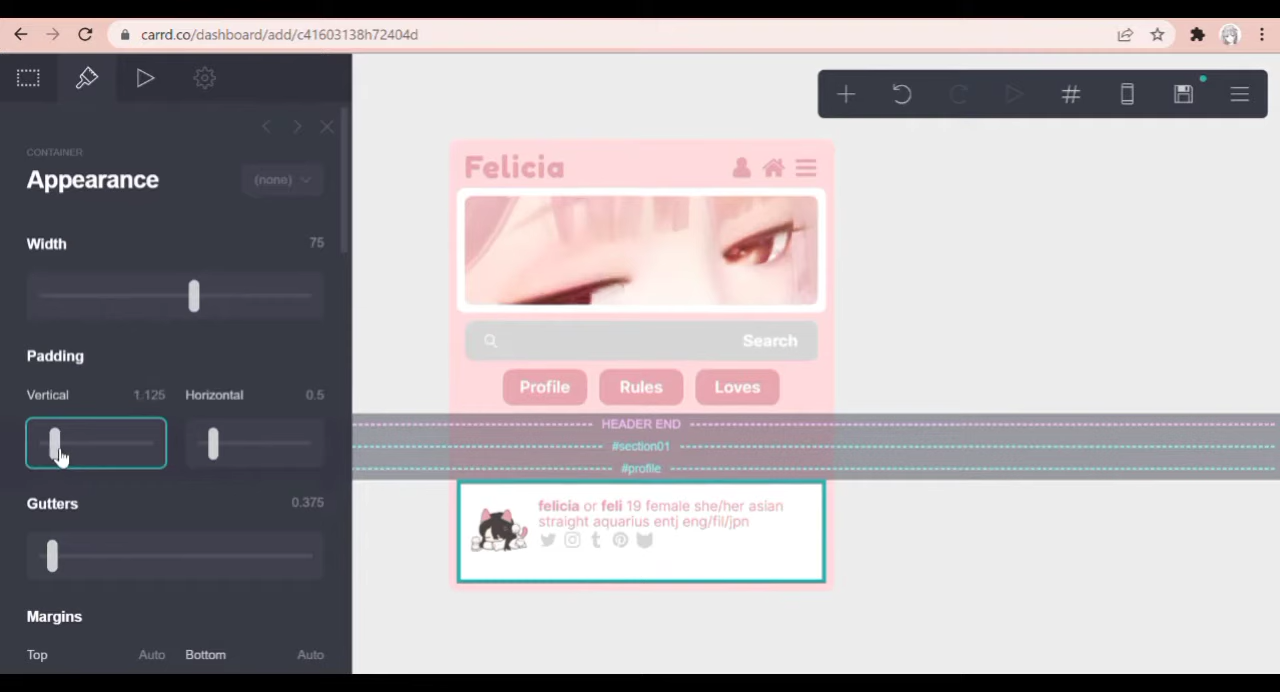 carrd.co/dashboard/add/c41603138h72404d
CONTAINER
Appearance
(none)
Width
75
Padding
Vertical
1.125
Horizontal
0.5
Gutters
0.375
Margins
Top
Auto
Bottom
Auto
#
Felicia
Search
Profile
Rules
Loves
HEADER END
#section01
#profile
felicia or feli 19 female she/her asian
straight aquarius entj eng/fil/jpn